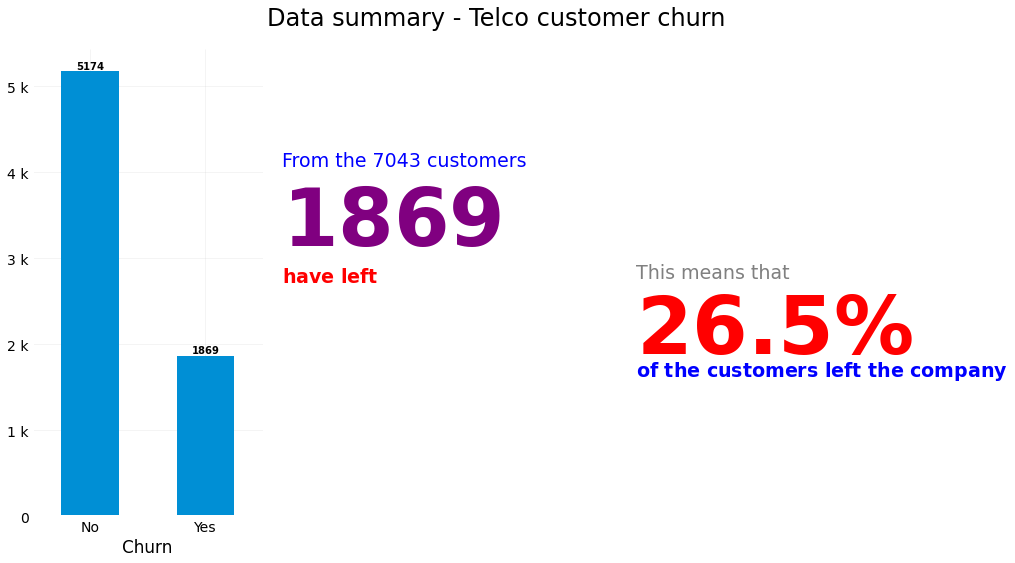 Data summary - Telco customer churn
5174
5 k
4 k
3 k
2 k
1 k
0
1869
No
Yes
Churn
From the 7043 customers
1869
have left
This means that
26.5%
of the customers left the company